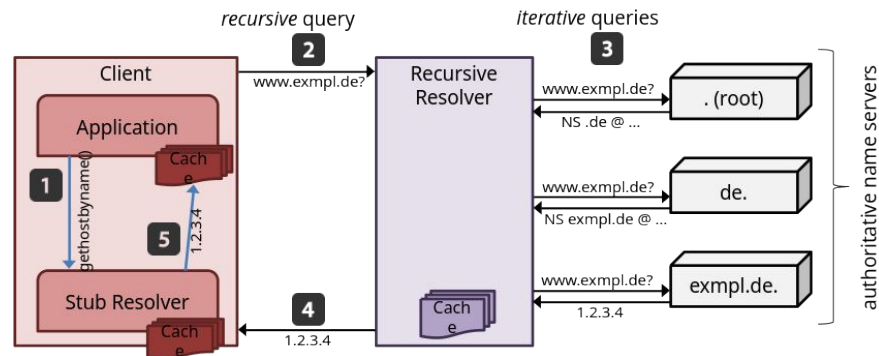 recursive query
2
www.exmpl.de?
iterative queries
3
Client
Application
Cach
e
1
gethostbyname()
5
1.2.3.4
Stub Resolver
Cach
e
4
1.2.3.4
Recursive
Resolver
Cach
e
www.exmpl.de?
NS .de @ ...
. (root)
www.exmpl.de?
NS exmpl.de @ ...
de.
www.exmpl.de?
1.2.3.4
exmpl.de.
authoritative name servers